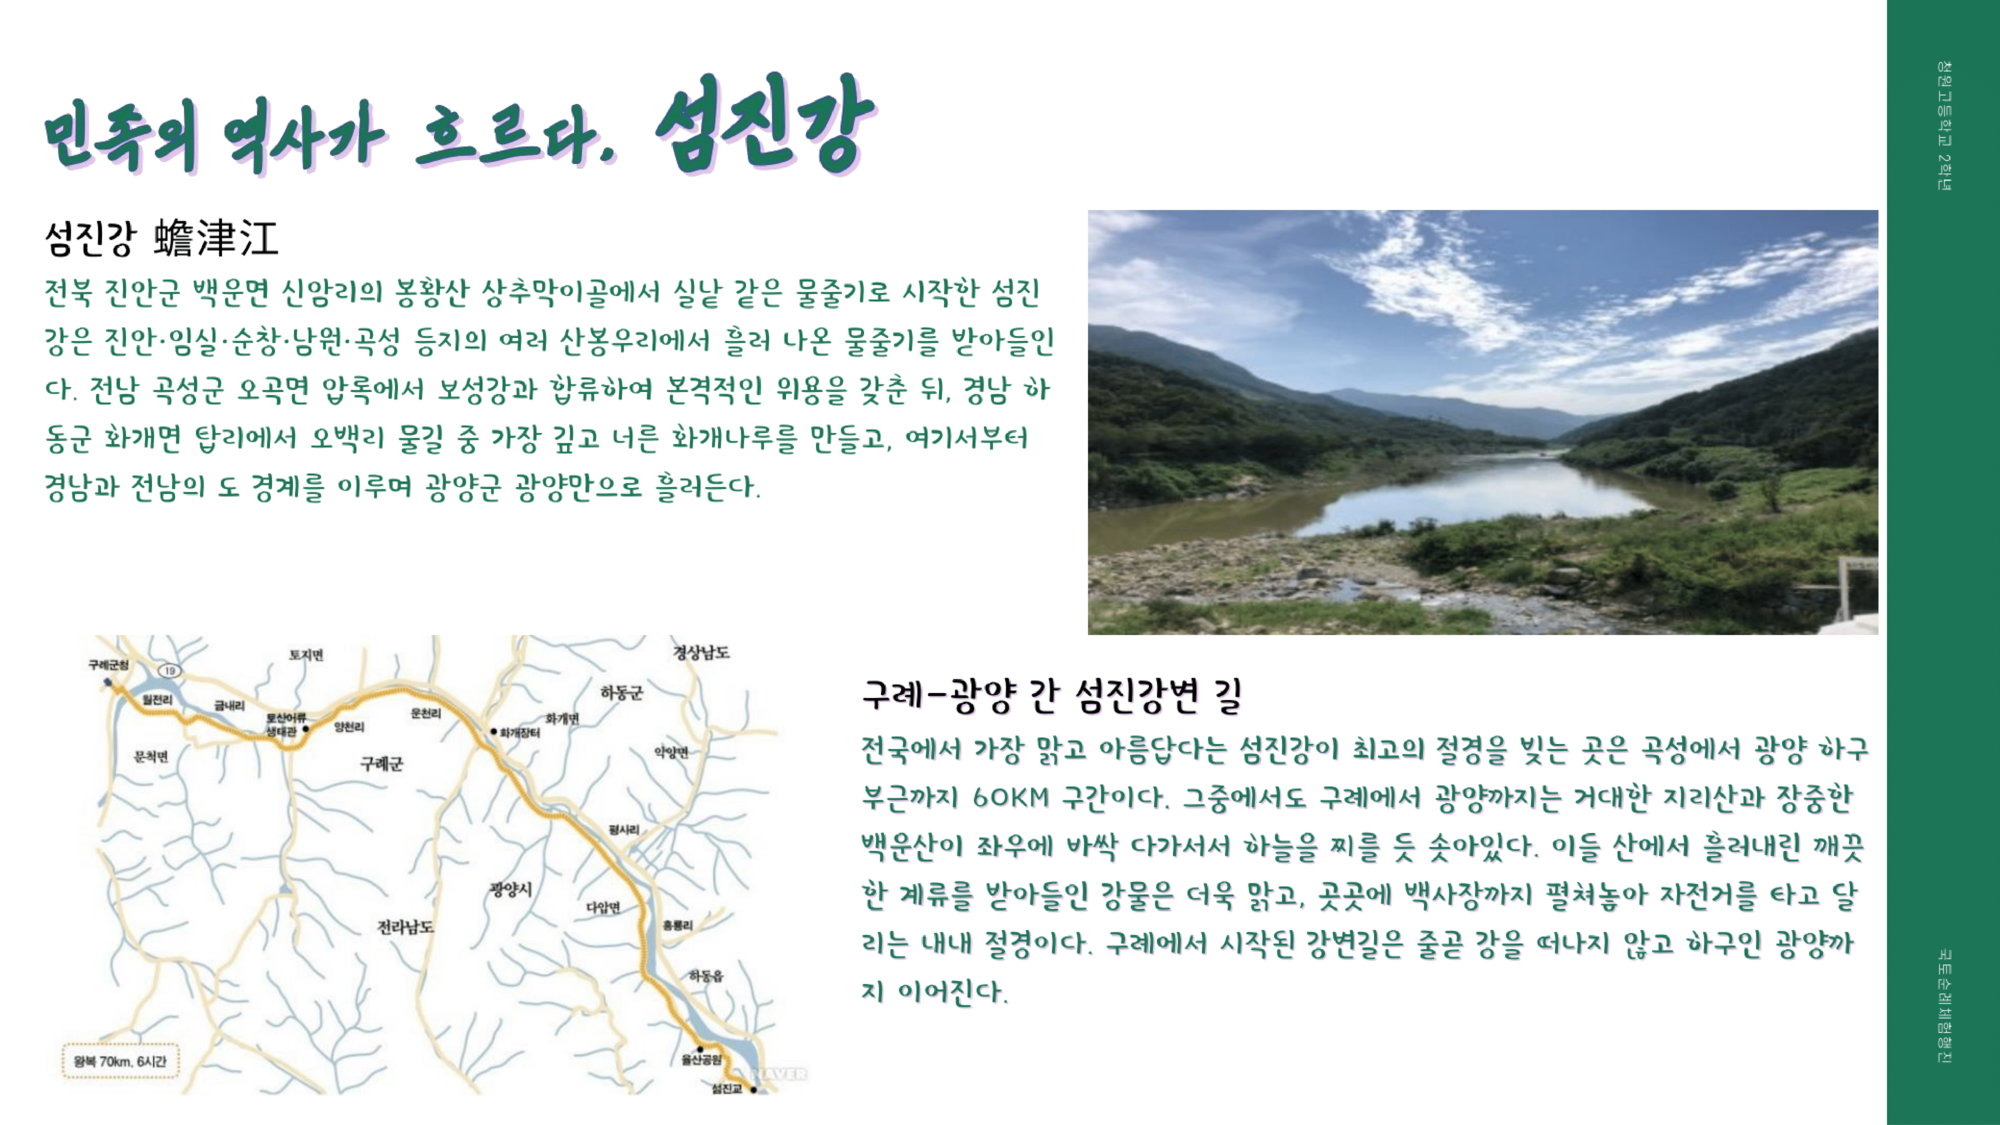 민족의 역사가 흐르다. 섬진강
섬진강 蟾津江
전북 진안군 백운면 신암리의 봉황산 상추막이골에서 실낱 같은 물줄기로 시작한 섬진
강은 진안·임실·순창·남원·곡성 등지의 여러 산봉우리에서 흘러 나온 물줄기를 받아들인
다. 전남 곡성군 오곡면 압록에서 보성강과 합류하여 본격적인 위용을 갖춘 뒤, 경남 하
동군 화개면 탑리에서 오백리 물길 중 가장 깊고 너른 화개나루를 만들고, 여기서부터
경남과 전남의 도 경계를 이루며 광양군 광양만으로 흘러든다.
구례군청
19
토지면
경상남도
월전리
금내리
토산어류
생태관
양천리
운천리
화개장터
화개면
하동군
악양면
문척면
구례군
평사리
광양시
다압면
전라남도
흥룡리
하동읍
율산공원
섬진교
왕복 70km, 6시간
NAVER
구례-광양 간 섬진강변 길
전국에서 가장 맑고 아름답다는 섬진강이 최고의 절경을 빚는 곳은 곡성에서 광양 하구
부근까지 60KM 구간이다. 그중에서도 구례에서 광양까지는 거대한 지리산과 장중한
백운산이 좌우에 바싹 다가서서 하늘을 찌를 듯 솟아있다. 이들 산에서 흘러내린 깨끗
한 계류를 받아들인 강물은 더욱 맑고, 곳곳에 백사장까지 펼쳐놓아 자전거를 타고 달
리는 내내 절경이다. 구례에서 시작된 강변길은 줄곧 강을 떠나지 않고 하구인 광양까
지 이어진다.
청원고등학교 2학년
국토순례체험행진